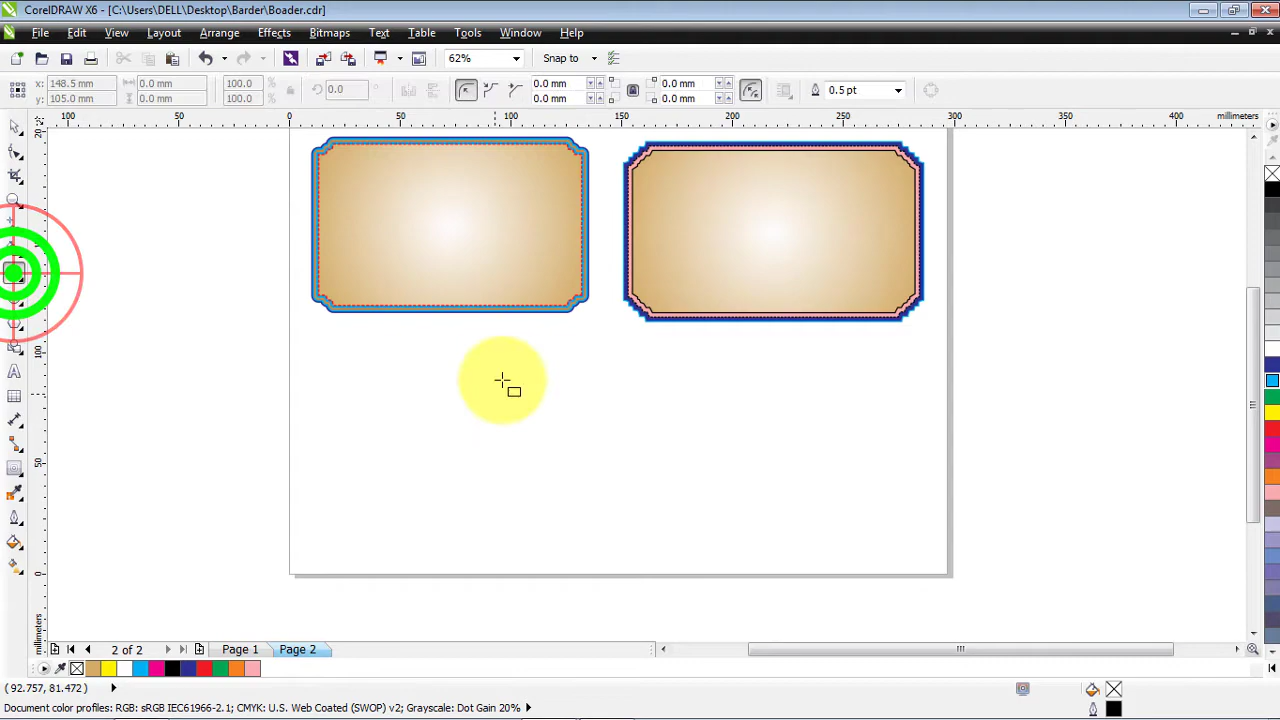 CorelDRAW X6 - [C:\Users\DELL\Desktop\Barder\Boader.cdr]
File Edit View Layout Arrange Effects Bitmaps Text Table Tools Window Help
62% Snap to
x: 148.5 mm 0.0 mm 100.0 0.0 0.0 mm 0.0 mm 0.5 pt
y: 105.0 mm 0.0 mm 100.0 0.0 mm 0.0 mm
100 50 0 50 100 150 200 250 300 350 400 millimeters
100
50
0
millimeters
2 of 2 Page 1 Page 2
( 92.757, 81.472 )
Document color profiles: RGB: sRGB IEC61966-2.1; CMYK: U.S. Web Coated (SWOP) v2; Grayscale: Dot Gain 20%